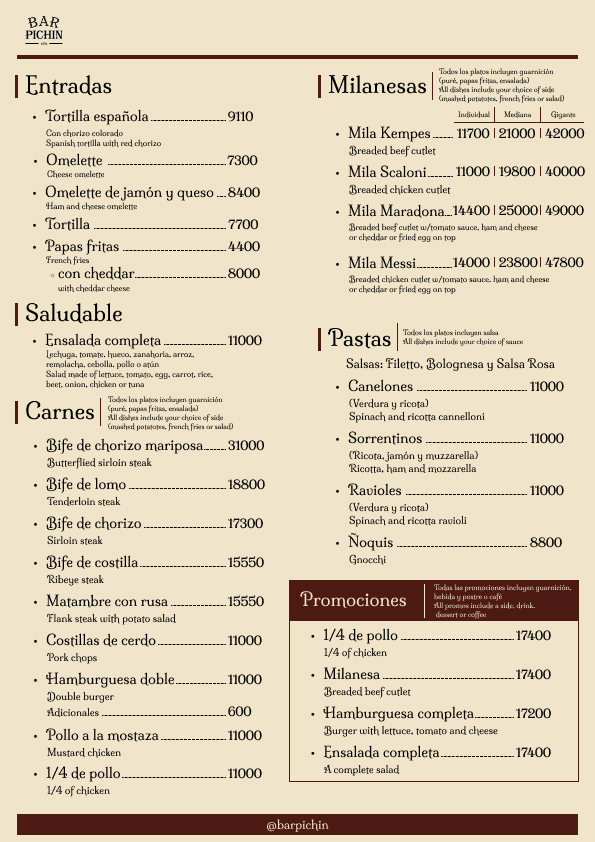 BAR
PICHIN
Entradas
Tortilla española 9110
Con chorizo colorado
Spanish tortilla with red chorizo
Omelette 7300
Cheese omelette
Omelette de jamón y queso 8400
Ham and cheese omelette
Tortilla 7700
Papas fritas 4400
French fries
con cheddar 8000
with cheddar cheese
Saludable
Ensalada completa 11000
Lechuga, tomate, huevo, zanahoria, arroz,
remolacha, cebolla, pollo o atún
Salad made of lettuce, tomato, egg, carrot, rice,
beet, onion, chicken or tuna
Carnes
Todos los platos incluyen guarnición
(puré, papas fritas, ensalada)
All dishes include your choice of side
(mashed potatotes, french fries or salad)
Bife de chorizo mariposa 31000
Butterflied sirloin steak
Bife de lomo 18800
Tenderloin steak
Bife de chorizo 17300
Sirloin steak
Bife de costilla 15550
Ribeye steak
Matambre con rusa 15550
Flank steak with potato salad
Costillas de cerdo 11000
Pork chops
Hamburguesa doble 11000
Double burger
Adicionales 600
Pollo a la mostaza 11000
Mustard chicken
1/4 de pollo 11000
1/4 of chicken
Milanesas
Todos los platos incluyen guarnición
(puré, papas fritas, ensalada)
All dishes include your choice of side
(mashed potatotes, french fries or salad)
Individual Mediana Gigante
Mila Kempes 11700 21000 42000
Breaded beef cutlet
Mila Scaloni 11000 19800 40000
Breaded chicken cutlet
Mila Maradona 14400 25000 49000
Breaded beef cutlet w/tomato sauce, ham and cheese
or cheddar or fried egg on top
Mila Messi 14000 23800 47800
Breaded chicken cutlet w/tomato sauce, ham and cheese
or cheddar or fried egg on top
Pastas
Todos los platos incluyen salsa
All dishes include your choice of sauce
Salsas: Filetto, Bolognesa y Salsa Rosa
Canelones 11000
(Verdura y ricota)
Spinach and ricotta cannelloni
Sorrentinos 11000
(Ricota, jamón y muzzarella)
Ricotta, ham and mozzarella
Ravioles 11000
(Verdura y ricota)
Spinach and ricotta ravioli
Ñoquis 8800
Gnocchi
Promociones
Todas las promociones incluyen guarnición,
bebida y postre o café
All promos include a side, drink,
dessert or coffee
1/4 de pollo 17400
1/4 of chicken
Milanesa 17400
Breaded beef cutlet
Hamburguesa completa 17200
Burger with lettuce, tomato and cheese
Ensalada completa 17400
A complete salad
@barpichin